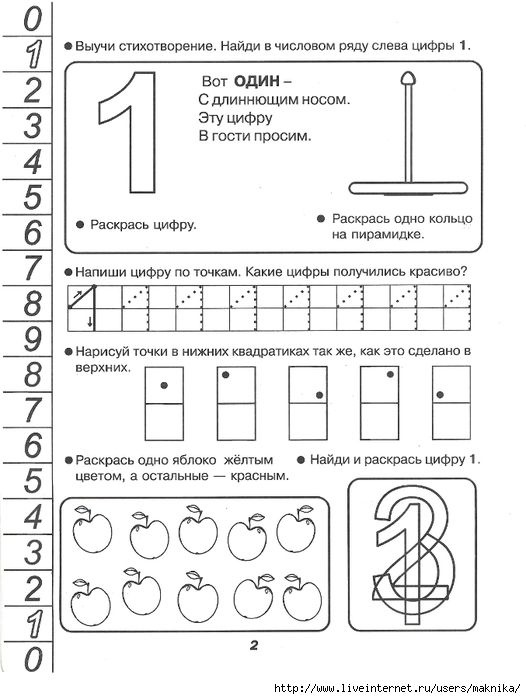 0
1
2
3
4
5
6
7
8
9
8
7
6
5
4
3
2
1
0
● Выучи стихотворение. Найди в числовом ряду слева цифры 1.
1
Вот ОДИН –
С длиннющим носом.
Эту цифру
В гости просим.
● Раскрась цифру.
● Раскрась одно кольцо
на пирамидке.
● Напиши цифру по точкам. Какие цифры получились красиво?
● Нарисуй точки в нижних квадратиках так же, как это сделано в
верхних.
● Раскрась одно яблоко жёлтым
цветом, а остальные — красным.
● Найди и раскрась цифру 1.
1 3 2
2
http://www.liveinternet.ru/users/maknika/